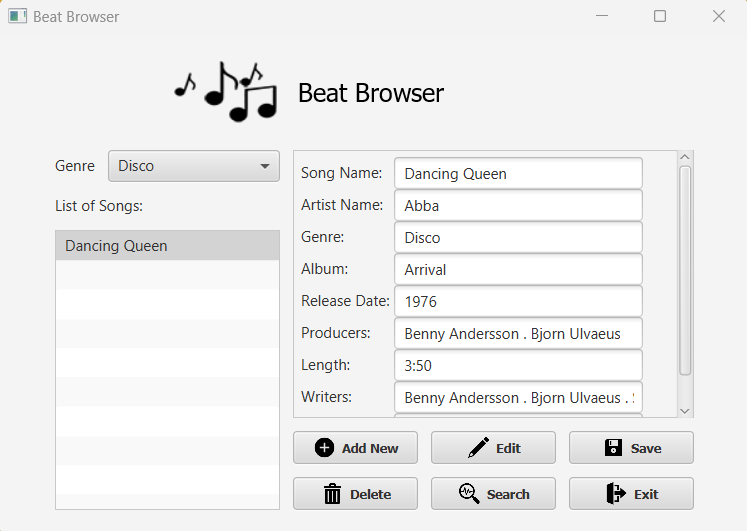 Beat Browser
Beat Browser
Genre Disco
List of Songs:
Dancing Queen
Song Name: Dancing Queen
Artist Name: Abba
Genre: Disco
Album: Arrival
Release Date: 1976
Producers: Benny Andersson . Bjorn Ulvaeus
Length: 3:50
Writers: Benny Andersson . Bjorn Ulvaeus .
Add New Edit Save
Delete Search Exit